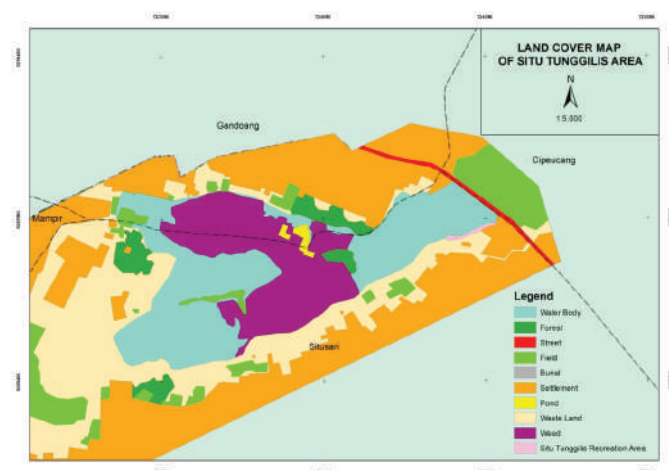 LAND COVER MAP
OF SITU TUNGGILIS AREA
N
1:5.000
Gandoang
Cipeucang
Mampir
Situsari
Legend
Water Body
Forest
Street
Field
Burial
Settlement
Pond
Waste Land
Weed
Situ Tanggilis Recreation Area